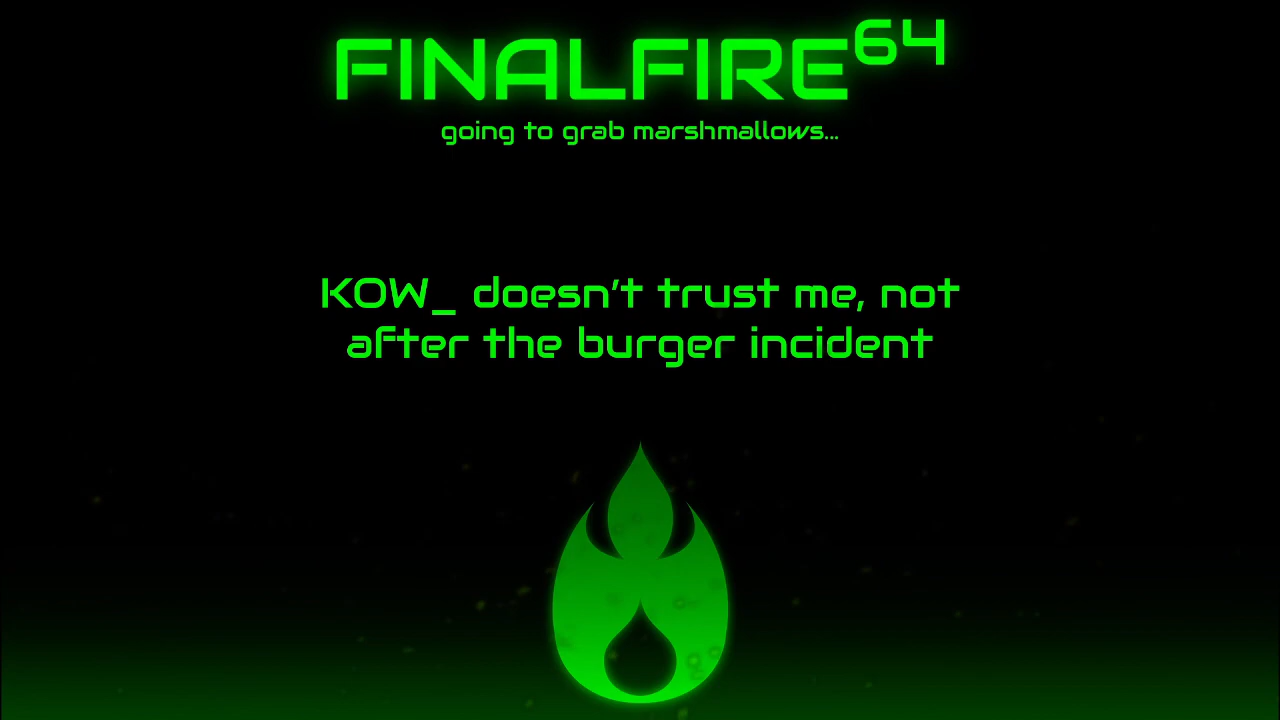 FINALFIRE64
going to grab marshmallows...
KOW_ doesn't trust me, not
after the burger incident